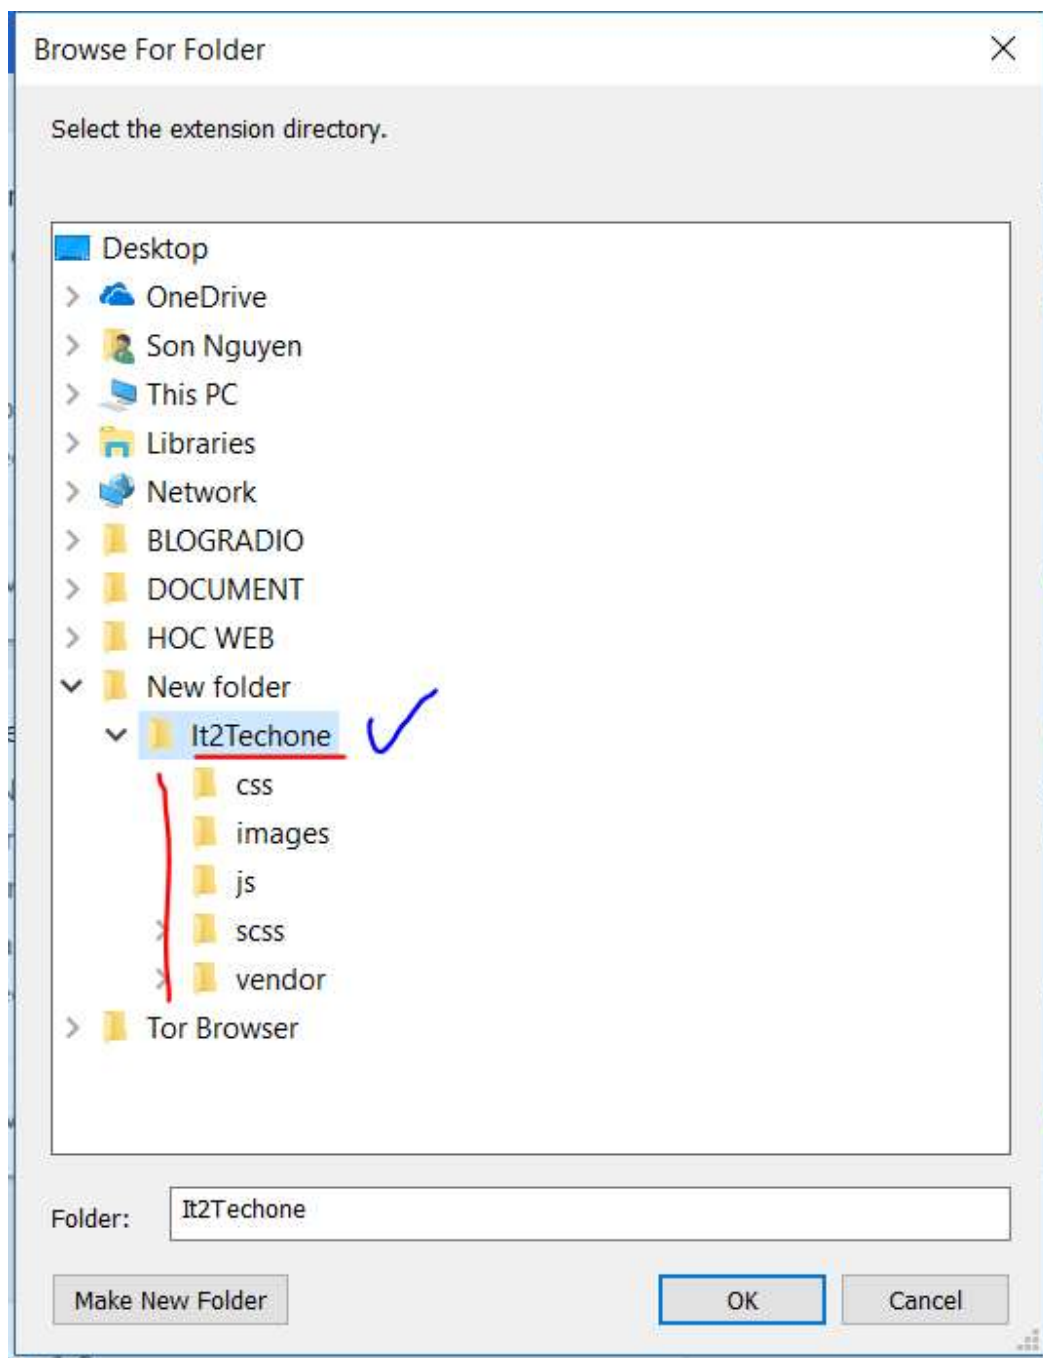 Browse For Folder
Select the extension directory.
Desktop
OneDrive
Son Nguyen
This PC
Libraries
Network
BLOGRADIO
DOCUMENT
HOC WEB
New folder
It2Techone
css
images
js
scss
vendor
Tor Browser
Folder: It2Techone
Make New Folder OK Cancel